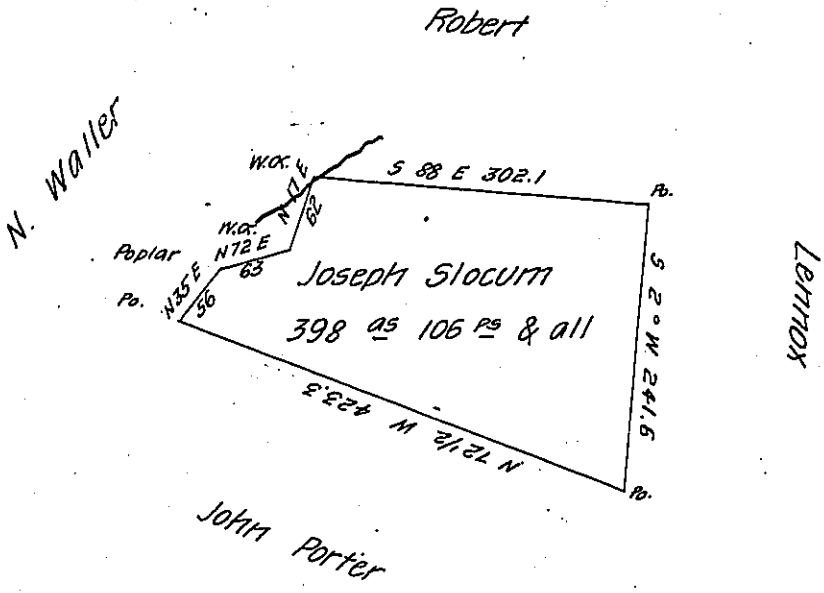 Robert
N. Waller
W.O.
N 17 E
62
S 88 E 302.1
Po.
W.O.
Poplar
N 72 E
63
Po.
N 35 E
56
Joseph Slocum
398 as 106 ps & all
S 2° W 241.6
Lennox
N 72 1/2 W 423.3
Po.
John Porter